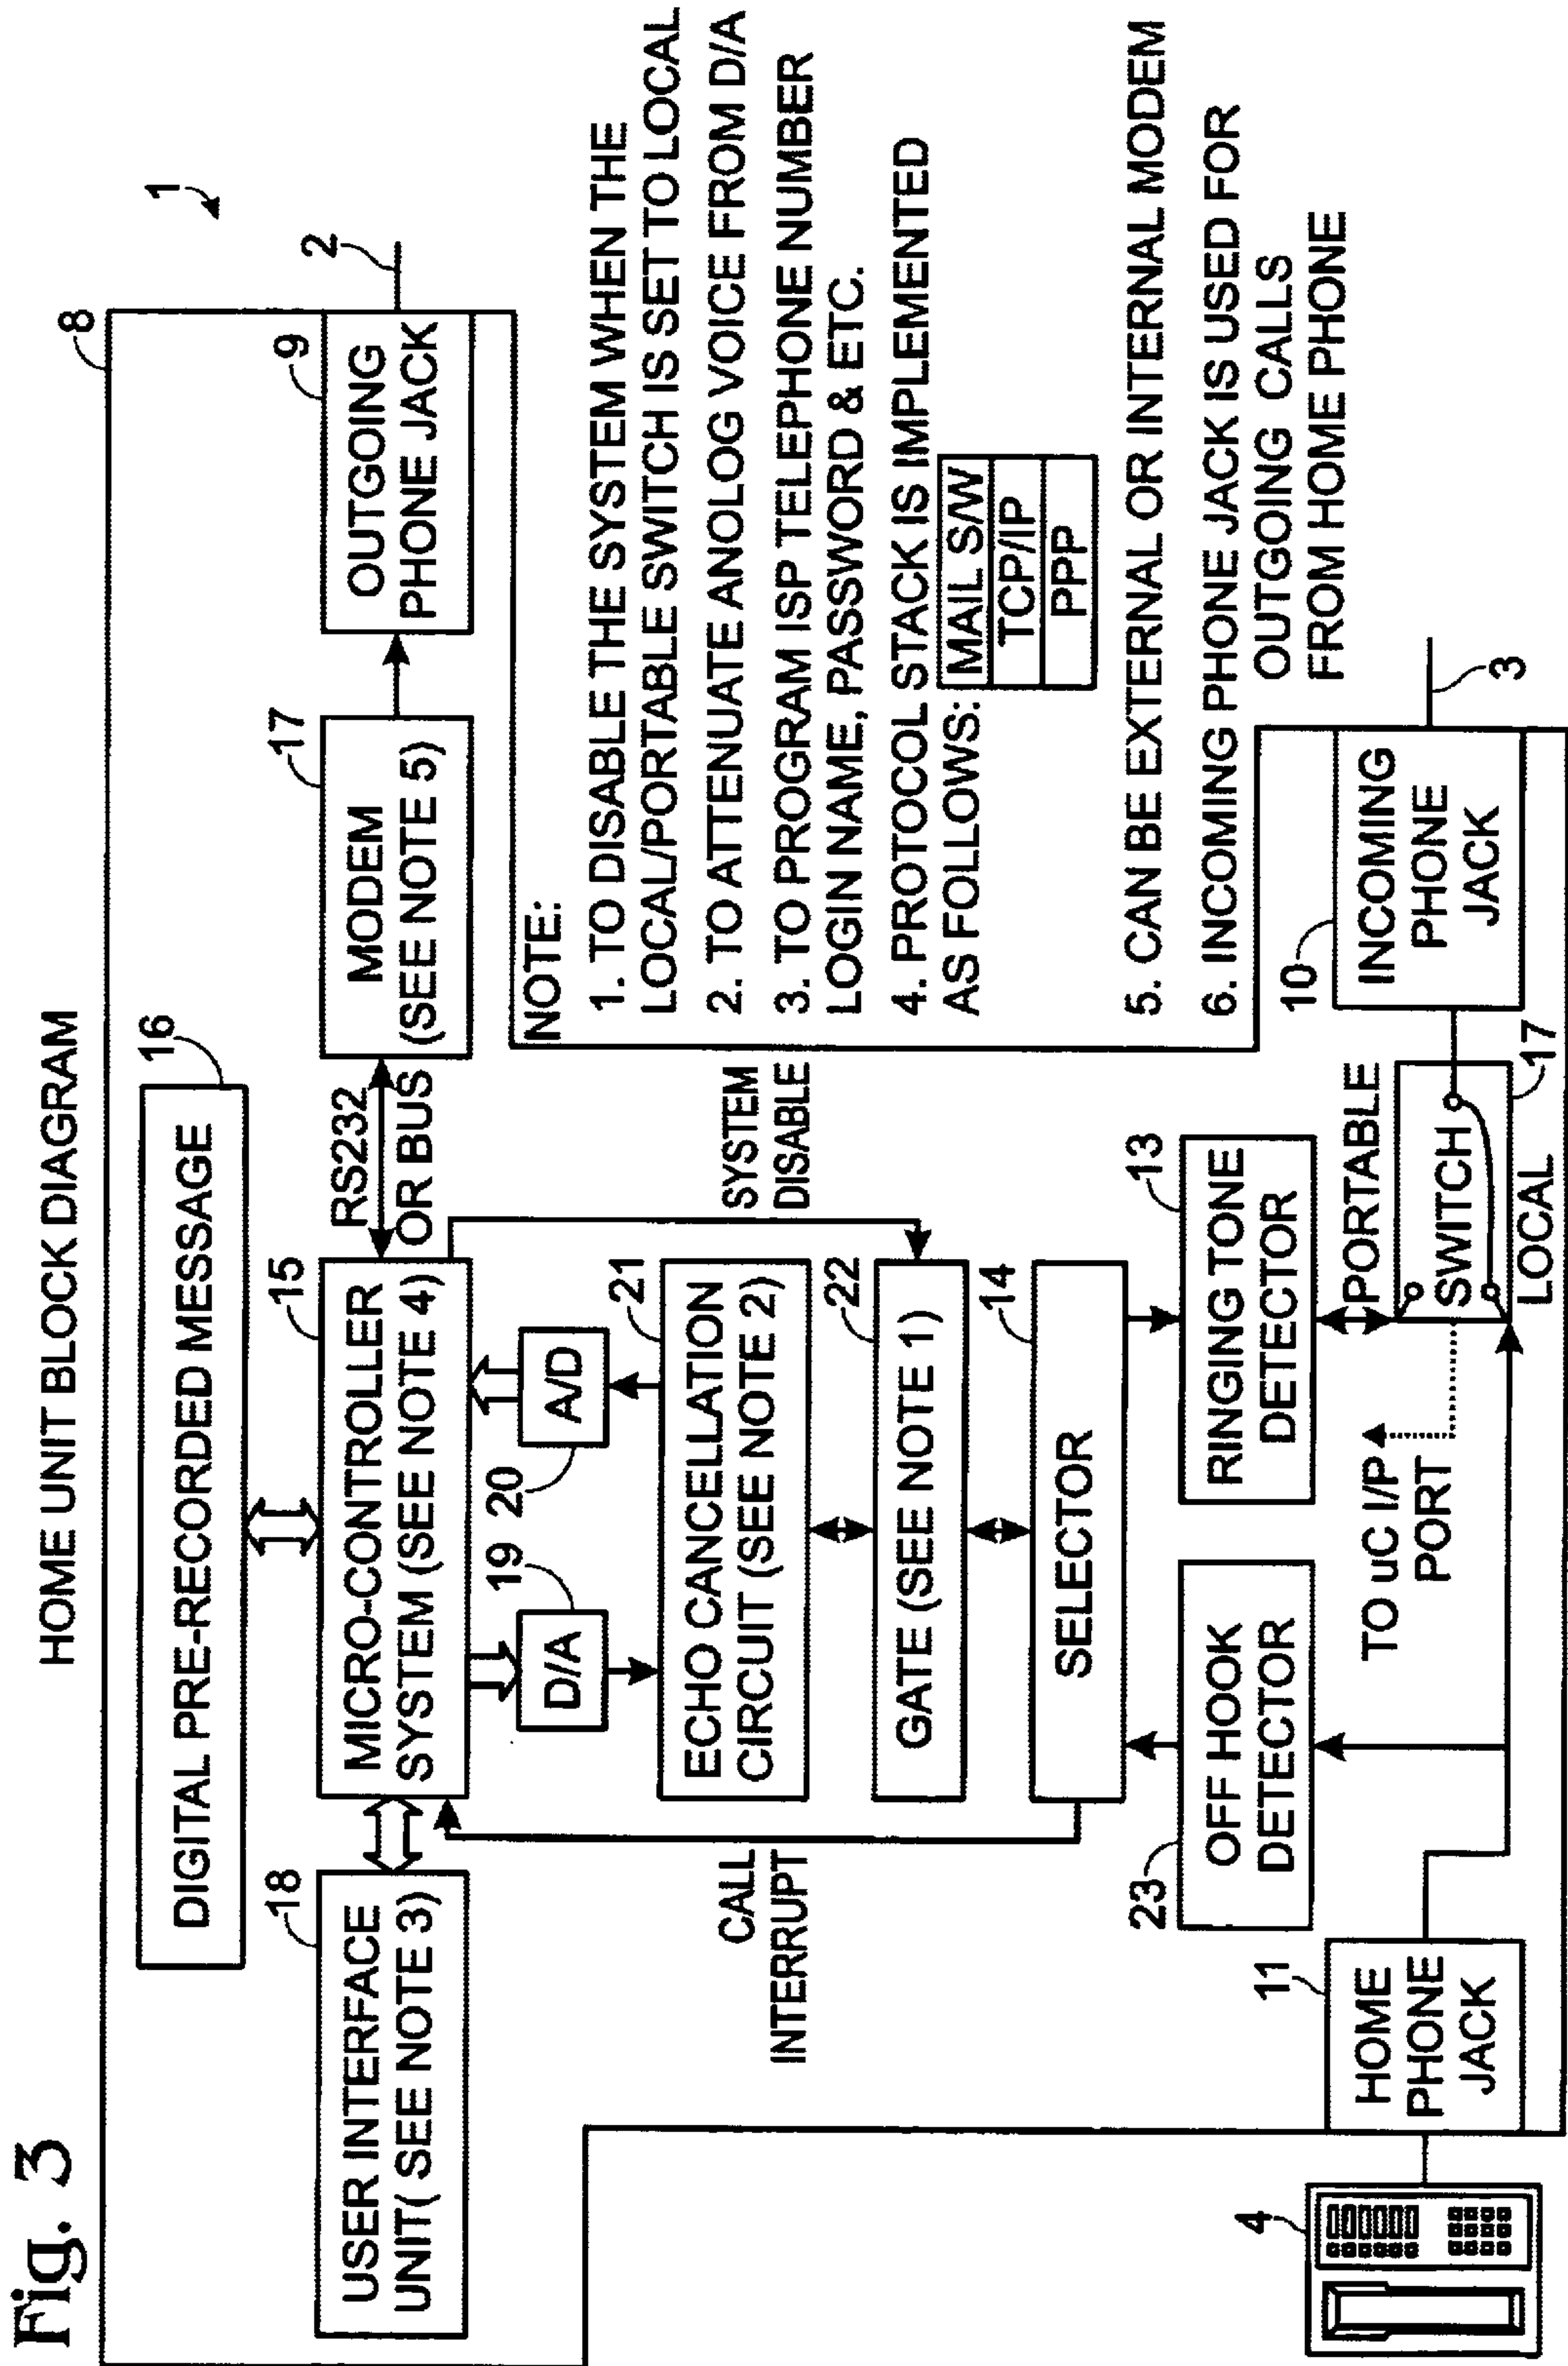 Fig. 3
HOME UNIT BLOCK DIAGRAM
8
1
DIGITAL PRE-RECORDED MESSAGE
16
18
USER INTERFACE
UNIT( SEE NOTE 3)
15
MICRO-CONTROLLER
SYSTEM (SEE NOTE 4)
RS232
OR BUS
17
MODEM
(SEE NOTE 5)
9
OUTGOING
PHONE JACK
2
19
D/A
20
A/D
21
ECHO CANCELLATION
CIRCUIT (SEE NOTE 2)
22
GATE (SEE NOTE 1)
CALL
INTERRUPT
SYSTEM
DISABLE
14
SELECTOR
23
OFF HOOK
DETECTOR
13
RINGING TONE
DETECTOR
TO uC I/P
PORT
PORTABLE
SWITCH
LOCAL
17
10
INCOMING
PHONE
JACK
3
11
HOME
PHONE
JACK
4
NOTE:
1. TO DISABLE THE SYSTEM WHEN THE
LOCAL/PORTABLE SWITCH IS SET TO LOCAL
2. TO ATTENUATE ANOLOG VOICE FROM D/A
3. TO PROGRAM ISP TELEPHONE NUMBER
LOGIN NAME, PASSWORD & ETC.
4. PROTOCOL STACK IS IMPLEMENTED
AS FOLLOWS:
MAIL S/W
TCP/IP
PPP
5. CAN BE EXTERNAL OR INTERNAL MODEM
6. INCOMING PHONE JACK IS USED FOR
OUTGOING CALLS
FROM HOME PHONE